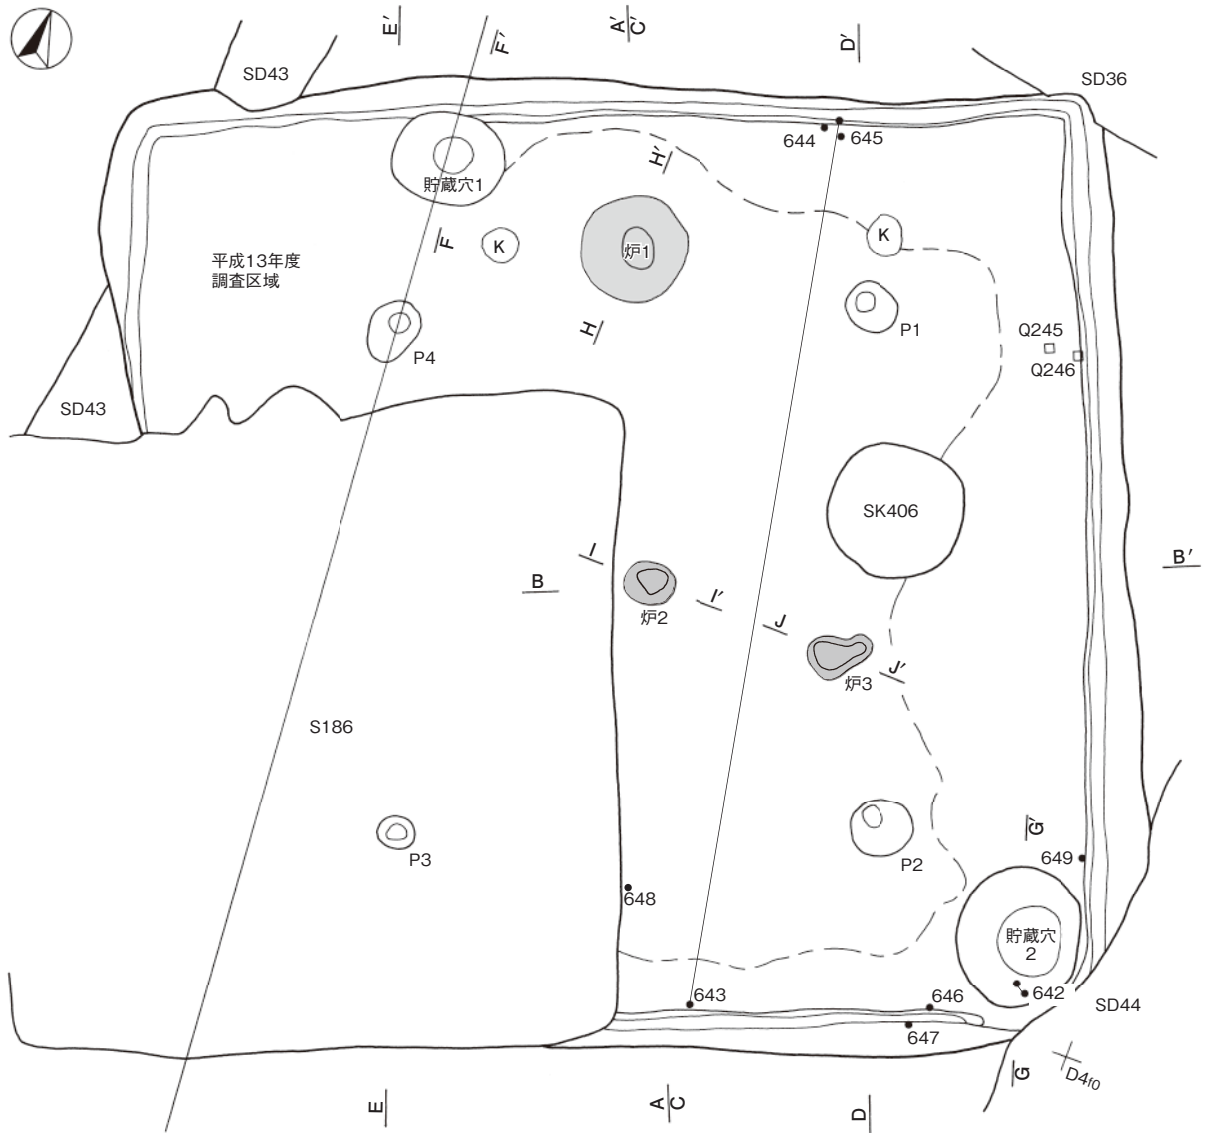 E′
F′
A′
C′
D′
SD43
SD36
644
645
H′
貯蔵穴1
F
K
炉1
K
平成13年度
調査区域
H
P1
P4
Q245
Q246
SD43
SK406
I
B
B′
炉2
I′
J
炉3
J′
S186
P3
P2
G′
649
648
貯蔵穴
2
642
643
646
SD44
647
G
D4f0
E
A
C
D